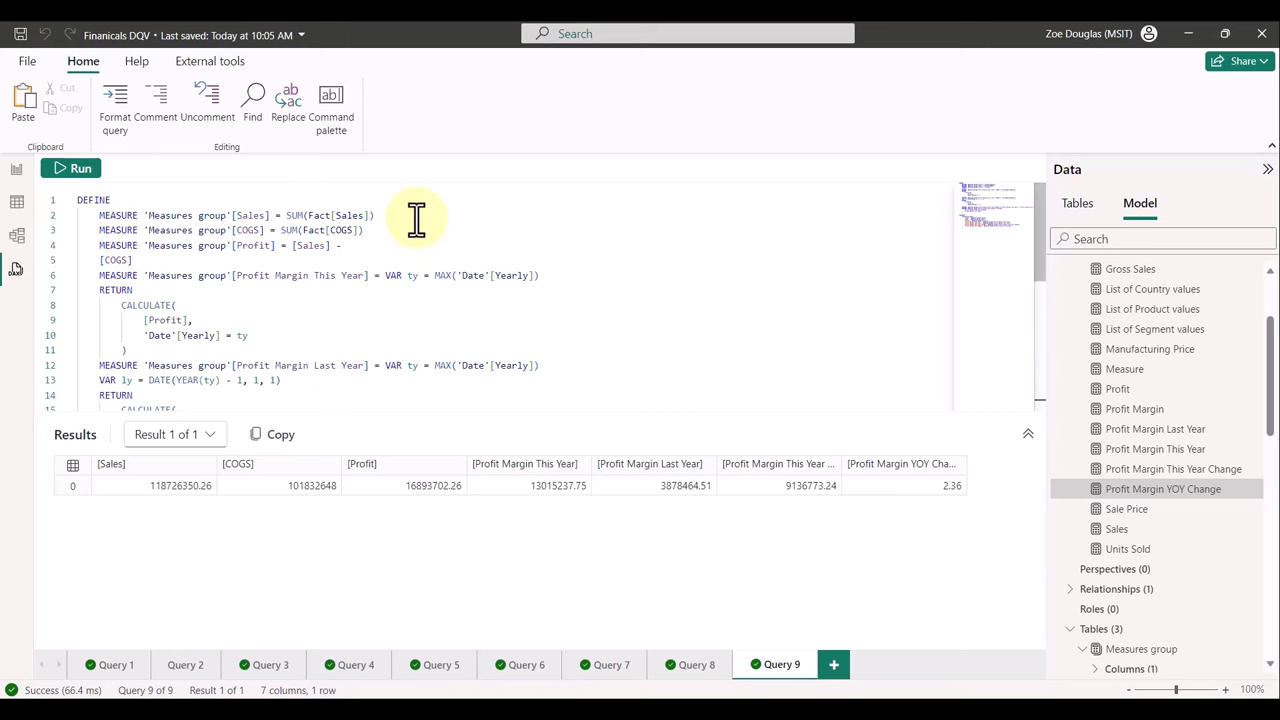 Finanicals DQV • Last saved: Today at 10:05 AM
Search
Zoe Douglas (MSIT)
File
Home
Help
External tools
Share
Paste
Cut
Copy
Format query
Comment
Uncomment
Find
Replace
Command palette
Clipboard
Editing
Run
1 DEFINE
2 MEASURE 'Measures group'[Sales] = SUM(Fact[Sales])
3 MEASURE 'Measures group'[COGS] = SUM(Fact[COGS])
4 MEASURE 'Measures group'[Profit] = [Sales] -
5 [COGS]
6 MEASURE 'Measures group'[Profit Margin This Year] = VAR ty = MAX('Date'[Yearly])
7 RETURN
8 CALCULATE(
9 [Profit],
10 'Date'[Yearly] = ty
11 )
12 MEASURE 'Measures group'[Profit Margin Last Year] = VAR ty = MAX('Date'[Yearly])
13 VAR ly = DATE(YEAR(ty) - 1, 1, 1)
14 RETURN
15 CALCULATE(
Results
Result 1 of 1
Copy
[Sales] [COGS] [Profit] [Profit Margin This Year] [Profit Margin Last Year] [Profit Margin This Year ... [Profit Margin YOY Cha...
0 118726350.26 101832648 16893702.26 13015237.75 3878464.51 9136773.24 2.36
Data
Tables
Model
Search
Gross Sales
List of Country values
List of Product values
List of Segment values
Manufacturing Price
Measure
Profit
Profit Margin
Profit Margin Last Year
Profit Margin This Year
Profit Margin This Year Change
Profit Margin YOY Change
Sale Price
Sales
Units Sold
Perspectives (0)
Relationships (1)
Roles (0)
Tables (3)
Measures group
Columns (1)
Query 1
Query 2
Query 3
Query 4
Query 5
Query 6
Query 7
Query 8
Query 9
Success (66.4 ms) Query 9 of 9 Result 1 of 1 7 columns, 1 row
100%